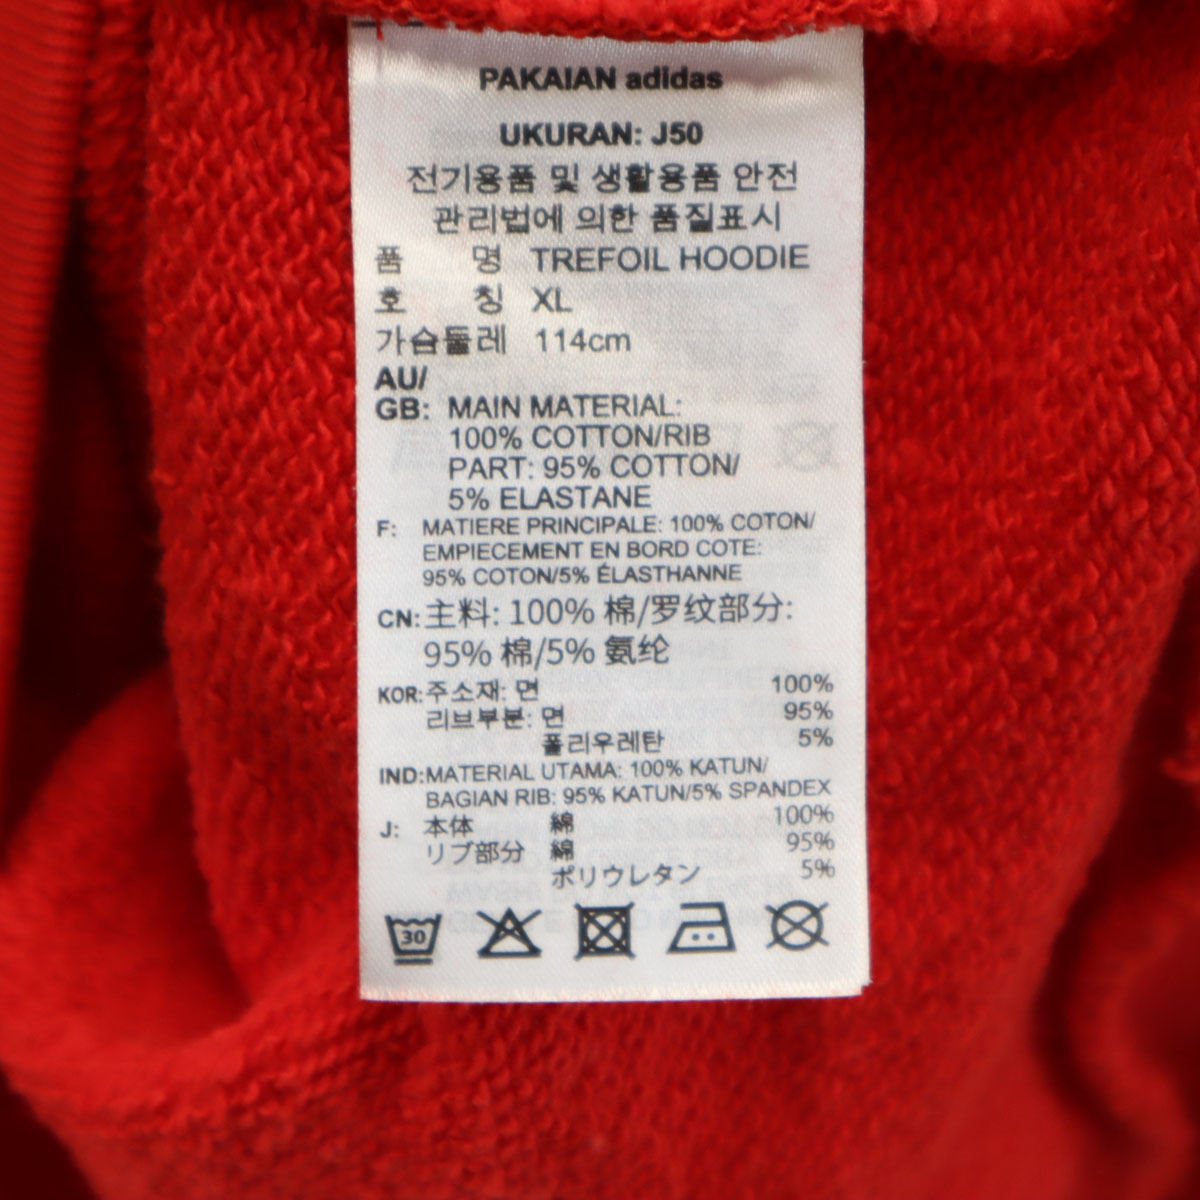 PAKAIAN adidas
UKURAN: J50
전기용품 및 생활용품 안전
관리법에 의한 품질표시
품 명 TREFOIL HOODIE
호 칭 XL
가슴둘레 114cm
AU/
GB: MAIN MATERIAL:
100% COTTON/RIB
PART: 95% COTTON/
5% ELASTANE
F: MATIERE PRINCIPALE: 100% COTON/
EMPIECEMENT EN BORD COTE:
95% COTON/5% ÉLASTHANNE
CN: 主料: 100% 棉/罗纹部分:
95% 棉/5% 氨纶
KOR: 주소재: 면 100%
리브부분: 면 95%
폴리우레탄 5%
IND: MATERIAL UTAMA: 100% KATUN/
BAGIAN RIB: 95% KATUN/5% SPANDEX
J: 本体 綿 100%
リブ部分 綿 95%
ポリウレタン 5%
30